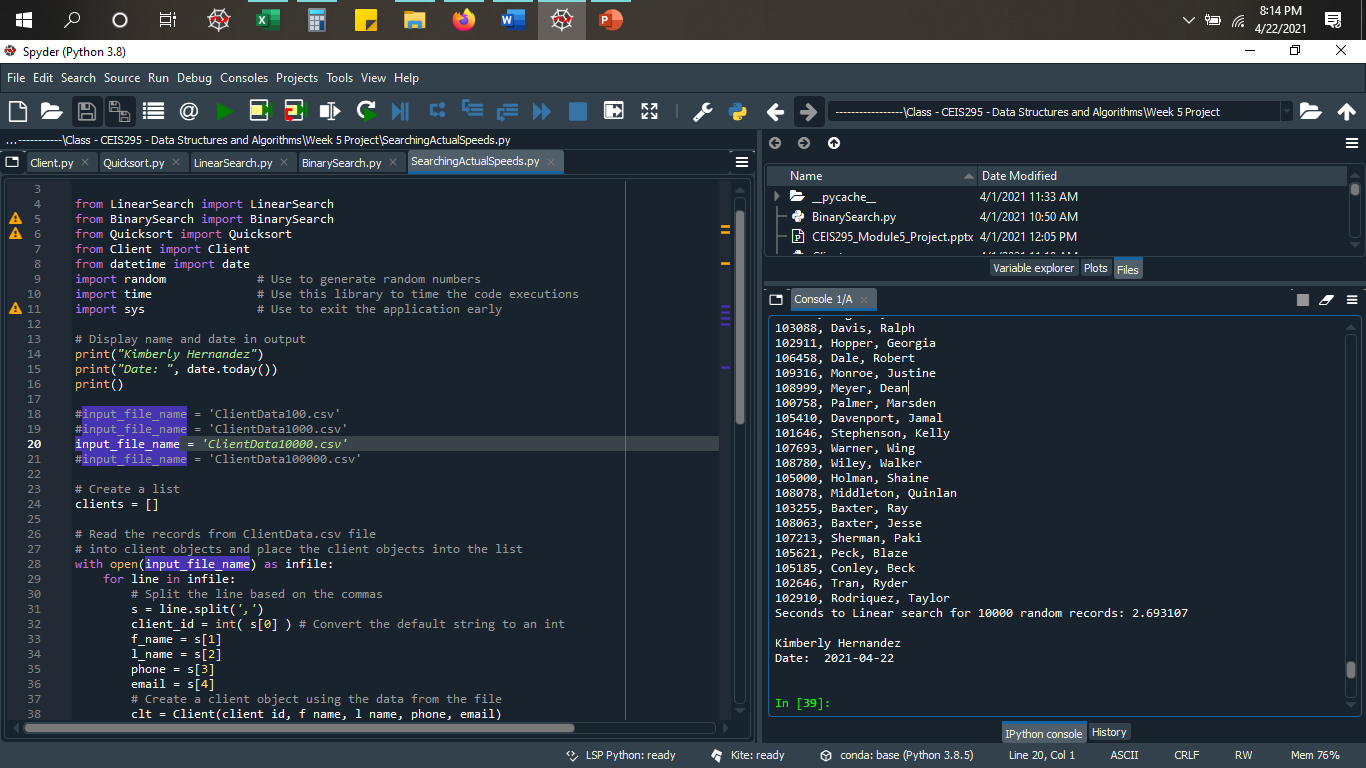 8:14 PM
4/22/2021
Spyder (Python 3.8)
File Edit Search Source Run Debug Consoles Projects Tools View Help
-----------------\Class - CEIS295 - Data Structures and Algorithms\Week 5 Project
...-----------\Class - CEIS295 - Data Structures and Algorithms\Week 5 Project\SearchingActualSpeeds.py
Client.py Quicksort.py LinearSearch.py BinarySearch.py SearchingActualSpeeds.py
3
4 from LinearSearch import LinearSearch
5 from BinarySearch import BinarySearch
6 from Quicksort import Quicksort
7 from Client import Client
8 from datetime import date
9 import random # Use to generate random numbers
10 import time # Use this library to time the code executions
11 import sys # Use to exit the application early
12
13 # Display name and date in output
14 print("Kimberly Hernandez")
15 print("Date: ", date.today())
16 print()
17
18 #input_file_name = 'ClientData100.csv'
19 #input_file_name = 'ClientData1000.csv'
20 input_file_name = 'ClientData10000.csv'
21 #input_file_name = 'ClientData100000.csv'
22
23 # Create a list
24 clients = []
25
26 # Read the records from ClientData.csv file
27 # into client objects and place the client objects into the list
28 with open(input_file_name) as infile:
29 for line in infile:
30 # Split the line based on the commas
31 s = line.split(',')
32 client_id = int( s[0] ) # Convert the default string to an int
33 f_name = s[1]
34 l_name = s[2]
35 phone = s[3]
36 email = s[4]
37 # Create a client object using the data from the file
38 clt = Client(client_id, f_name, l_name, phone, email)
Name Date Modified
__pycache__ 4/1/2021 11:33 AM
BinarySearch.py 4/1/2021 10:50 AM
CEIS295_Module5_Project.pptx 4/1/2021 12:05 PM
Variable explorer Plots Files
Console 1/A
103088, Davis, Ralph
102911, Hopper, Georgia
106458, Dale, Robert
109316, Monroe, Justine
108999, Meyer, Dean
100758, Palmer, Marsden
105410, Davenport, Jamal
101646, Stephenson, Kelly
107693, Warner, Wing
108780, Wiley, Walker
105000, Holman, Shaine
108078, Middleton, Quinlan
103255, Baxter, Ray
108063, Baxter, Jesse
107213, Sherman, Paki
105621, Peck, Blaze
105185, Conley, Beck
102646, Tran, Ryder
102910, Rodriquez, Taylor
Seconds to Linear search for 10000 random records: 2.693107
Kimberly Hernandez
Date:  2021-04-22
In [39]:
IPython console History
LSP Python: ready Kite: ready conda: base (Python 3.8.5) Line 20, Col 1 ASCII CRLF RW Mem 76%